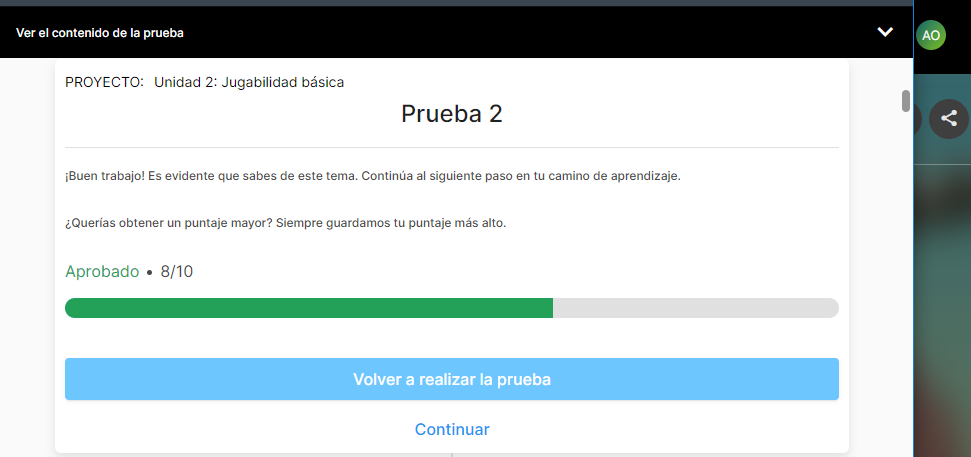 Ver el contenido de la prueba
AO
PROYECTO: Unidad 2: Jugabilidad básica
Prueba 2
¡Buen trabajo! Es evidente que sabes de este tema. Continúa al siguiente paso en tu camino de aprendizaje.
¿Querías obtener un puntaje mayor? Siempre guardamos tu puntaje más alto.
Aprobado • 8/10
Volver a realizar la prueba
Continuar